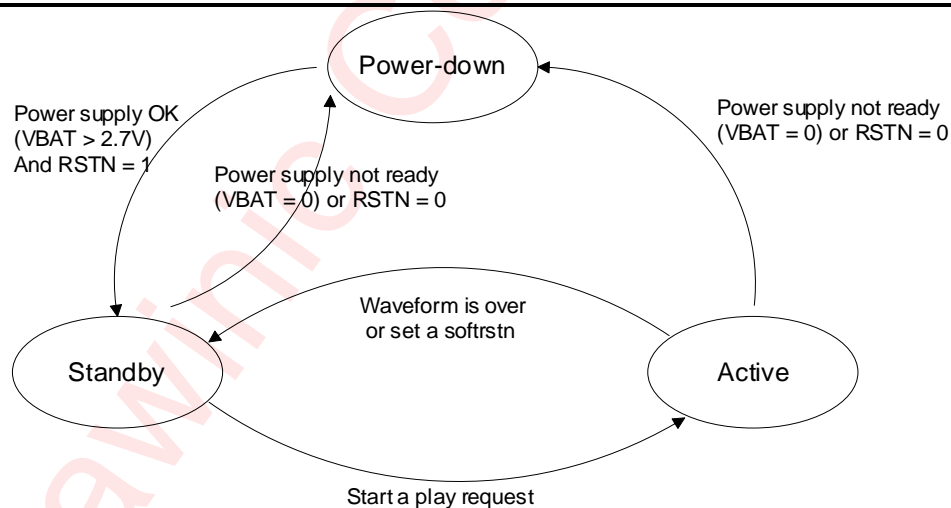 Power-down
Power supply OK
(VBAT > 2.7V)
And RSTN = 1
Power supply not ready
(VBAT = 0) or RSTN = 0
Power supply not ready
(VBAT = 0) or RSTN = 0
Waveform is over
or set a softrstn
Standby
Active
Start a play request
awinic Co